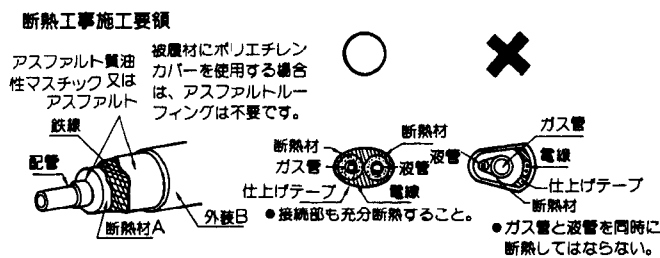 断熱工事施工要領
アスファルト質油
性マスチック又は
アスファルト
被履材にポリエチレン
カバーを使用する場合
は、アスファルトルー
フィングは不要です。
鉄線
配管
断熱材A
外装B
断熱材
断熱材
ガス管
液管
仕上げテープ
電線
●接続部も充分断熱すること。
ガス管
液管
電線
仕上げテープ
断熱材
●ガス管と液管を同時に
断熱してはならない。